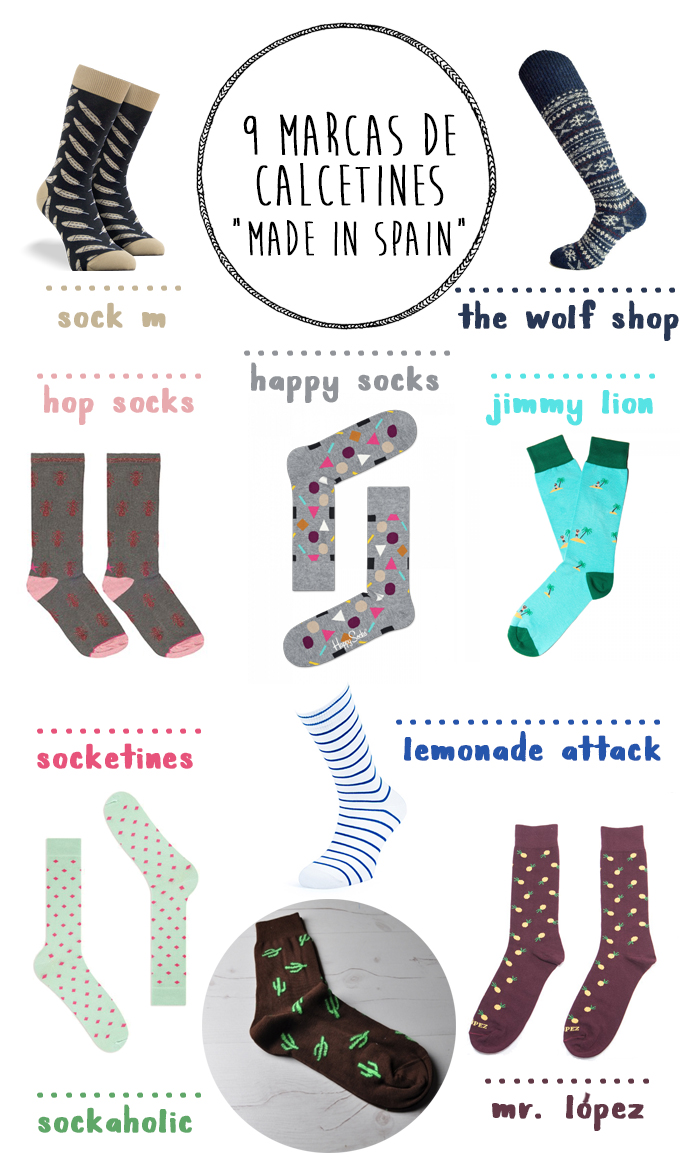 9 MARCAS DE
CALCETINES
"MADE IN SPAIN"
sock m
the wolf shop
hop socks
happy socks
jimmy lion
Happy Socks
socketines
lemonade attack
PEZ
sockaholic
mr. lópez